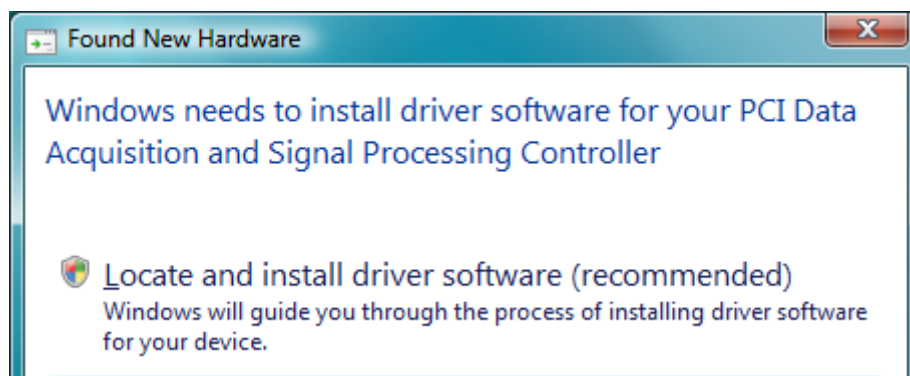 Found New Hardware
Windows needs to install driver software for your PCI Data
Acquisition and Signal Processing Controller
Locate and install driver software (recommended)
Windows will guide you through the process of installing driver software
for your device.